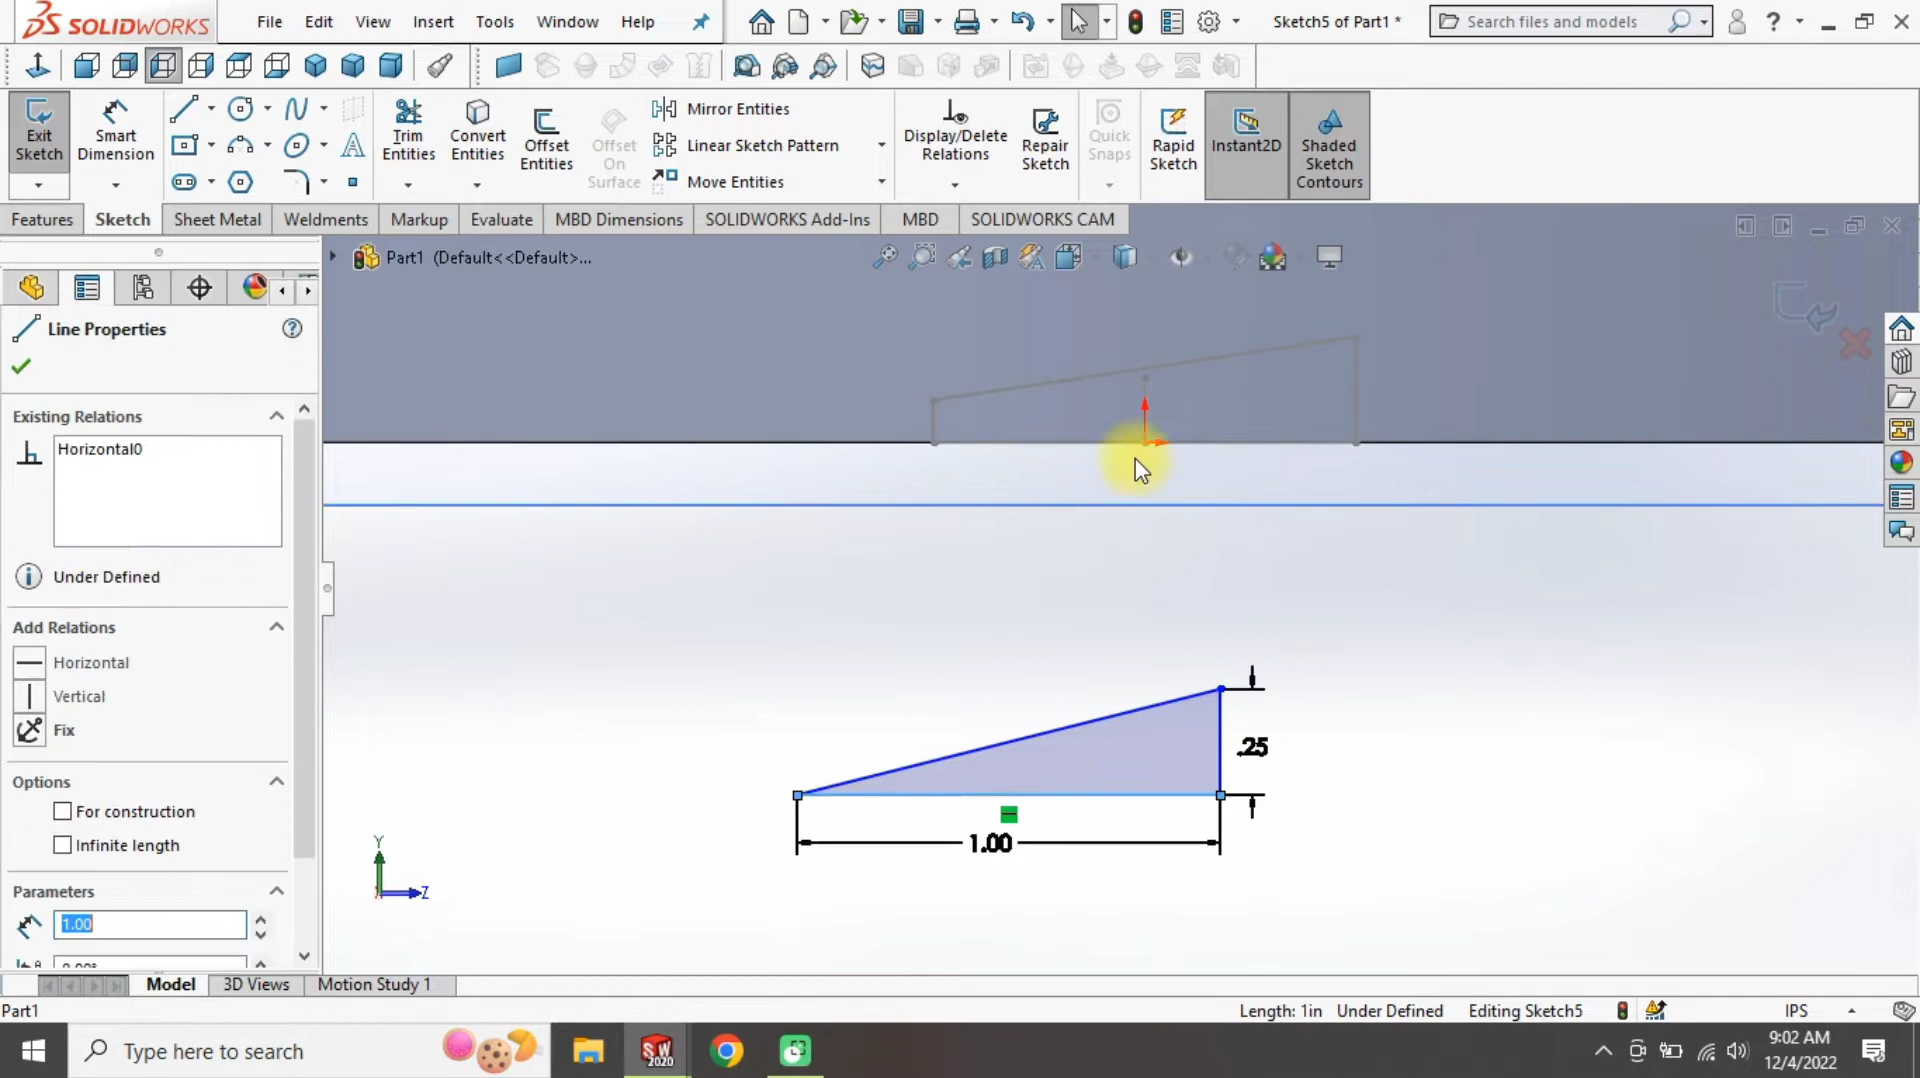 SOLIDWORKS File Edit View Insert Tools Window Help Sketch5 of Part1 * Search files and models ?
Exit Sketch
Smart Dimension
Trim Entities
Convert Entities
Offset Entities
Offset On Surface
Mirror Entities
Linear Sketch Pattern
Move Entities
Display/Delete Relations
Repair Sketch
Quick Snaps
Rapid Sketch
Instant2D
Shaded Sketch Contours
Features Sketch Sheet Metal Weldments Markup Evaluate MBD Dimensions SOLIDWORKS Add-Ins MBD SOLIDWORKS CAM
Part1 (Default<<Default>...
Line Properties
Existing Relations
Horizontal0
Under Defined
Add Relations
Horizontal
Vertical
Fix
Options
For construction
Infinite length
Parameters
1.00
.25
1.00
Y
Z
Model 3D Views Motion Study 1
Part1 Length: 1in Under Defined Editing Sketch5 IPS
Type here to search
SW 2020
9:02 AM
12/4/2022